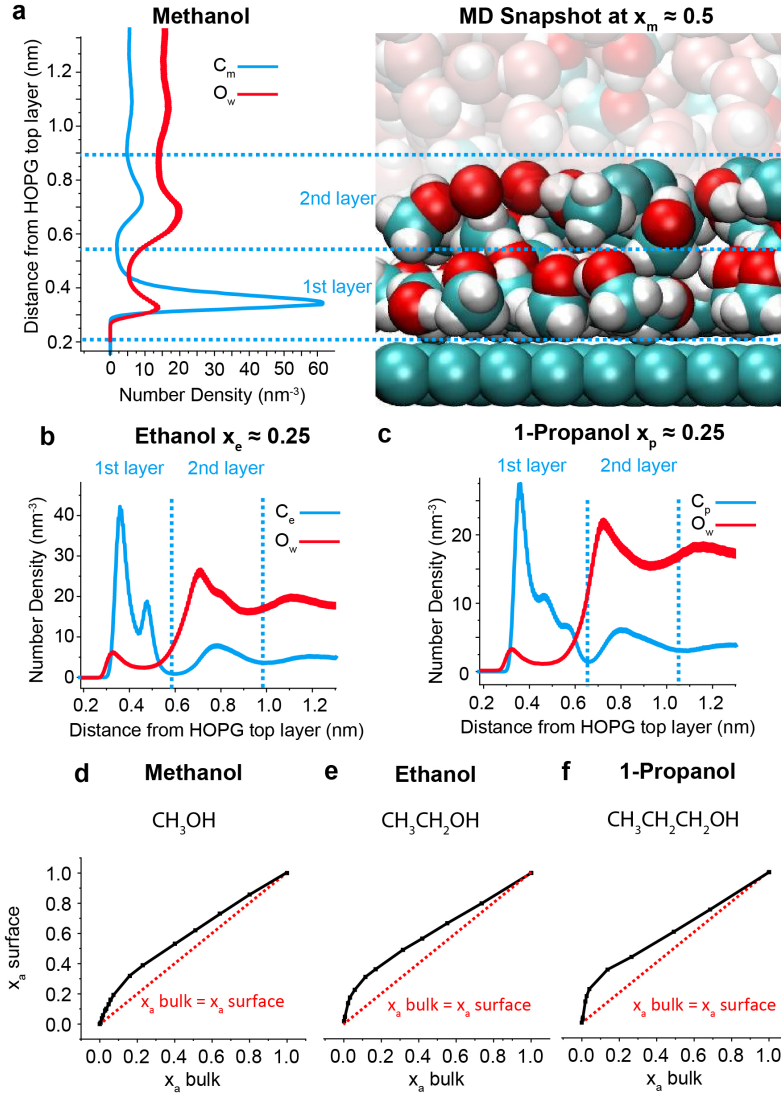 a
Methanol
MD Snapshot at xm ≈ 0.5
Distance from HOPG top layer (nm)
1.2
1.0
0.8
0.6
0.4
0.2
Cm
Ow
2nd layer
1st layer
0 10 20 30 40 50 60
Number Density (nm-3)
b
Ethanol xe ≈ 0.25
1st layer 2nd layer
Number Density (nm-3)
40
30
20
10
0
Ce
Ow
0.2 0.4 0.6 0.8 1.0 1.2
Distance from HOPG top layer (nm)
c
1-Propanol xp ≈ 0.25
1st layer 2nd layer
Number Density (nm-3)
20
10
0
Cp
Ow
0.2 0.4 0.6 0.8 1.0 1.2
Distance from HOPG top layer (nm)
d
Methanol
CH3OH
xa surface
1.0
0.8
0.6
0.4
0.2
0.0
xa bulk = xa surface
0.0 0.2 0.4 0.6 0.8 1.0
xa bulk
e
Ethanol
CH3CH2OH
xa bulk = xa surface
0.0 0.2 0.4 0.6 0.8 1.0
xa bulk
f
1-Propanol
CH3CH2CH2OH
xa bulk = xa surface
0.0 0.2 0.4 0.6 0.8 1.0
xa bulk